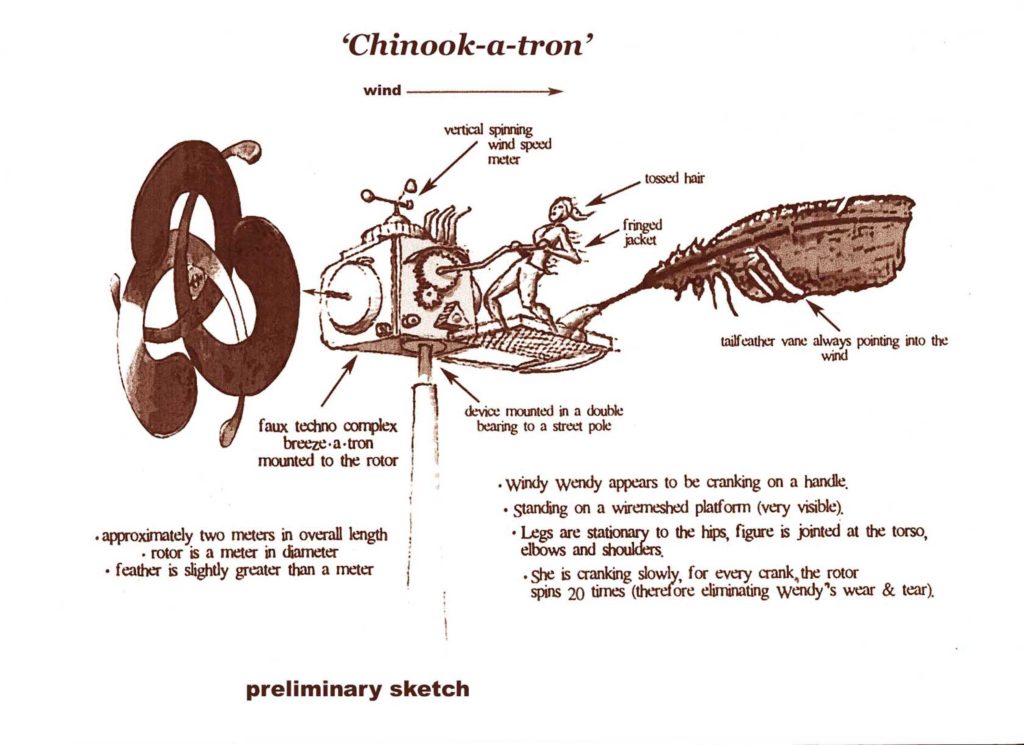 ‘Chinook-a-tron’
wind
vertical spinning
wind speed
meter
tossed hair
fringed
jacket
tailfeather vane always pointing into the
wind
device mounted in a double
bearing to a street pole
faux techno complex
breeze-a-tron
mounted to the rotor
• approximately two meters in overall length
• rotor is a meter in diameter
• feather is slightly greater than a meter
• Windy Wendy appears to be cranking on a handle.
• Standing on a wiremeshed platform (very visible).
• Legs are stationary to the hips, figure is jointed at the torso,
elbows and shoulders.
• She is cranking slowly, for every crank, the rotor
spins 20 times (therefore eliminating Wendy"s wear & tear).
preliminary sketch